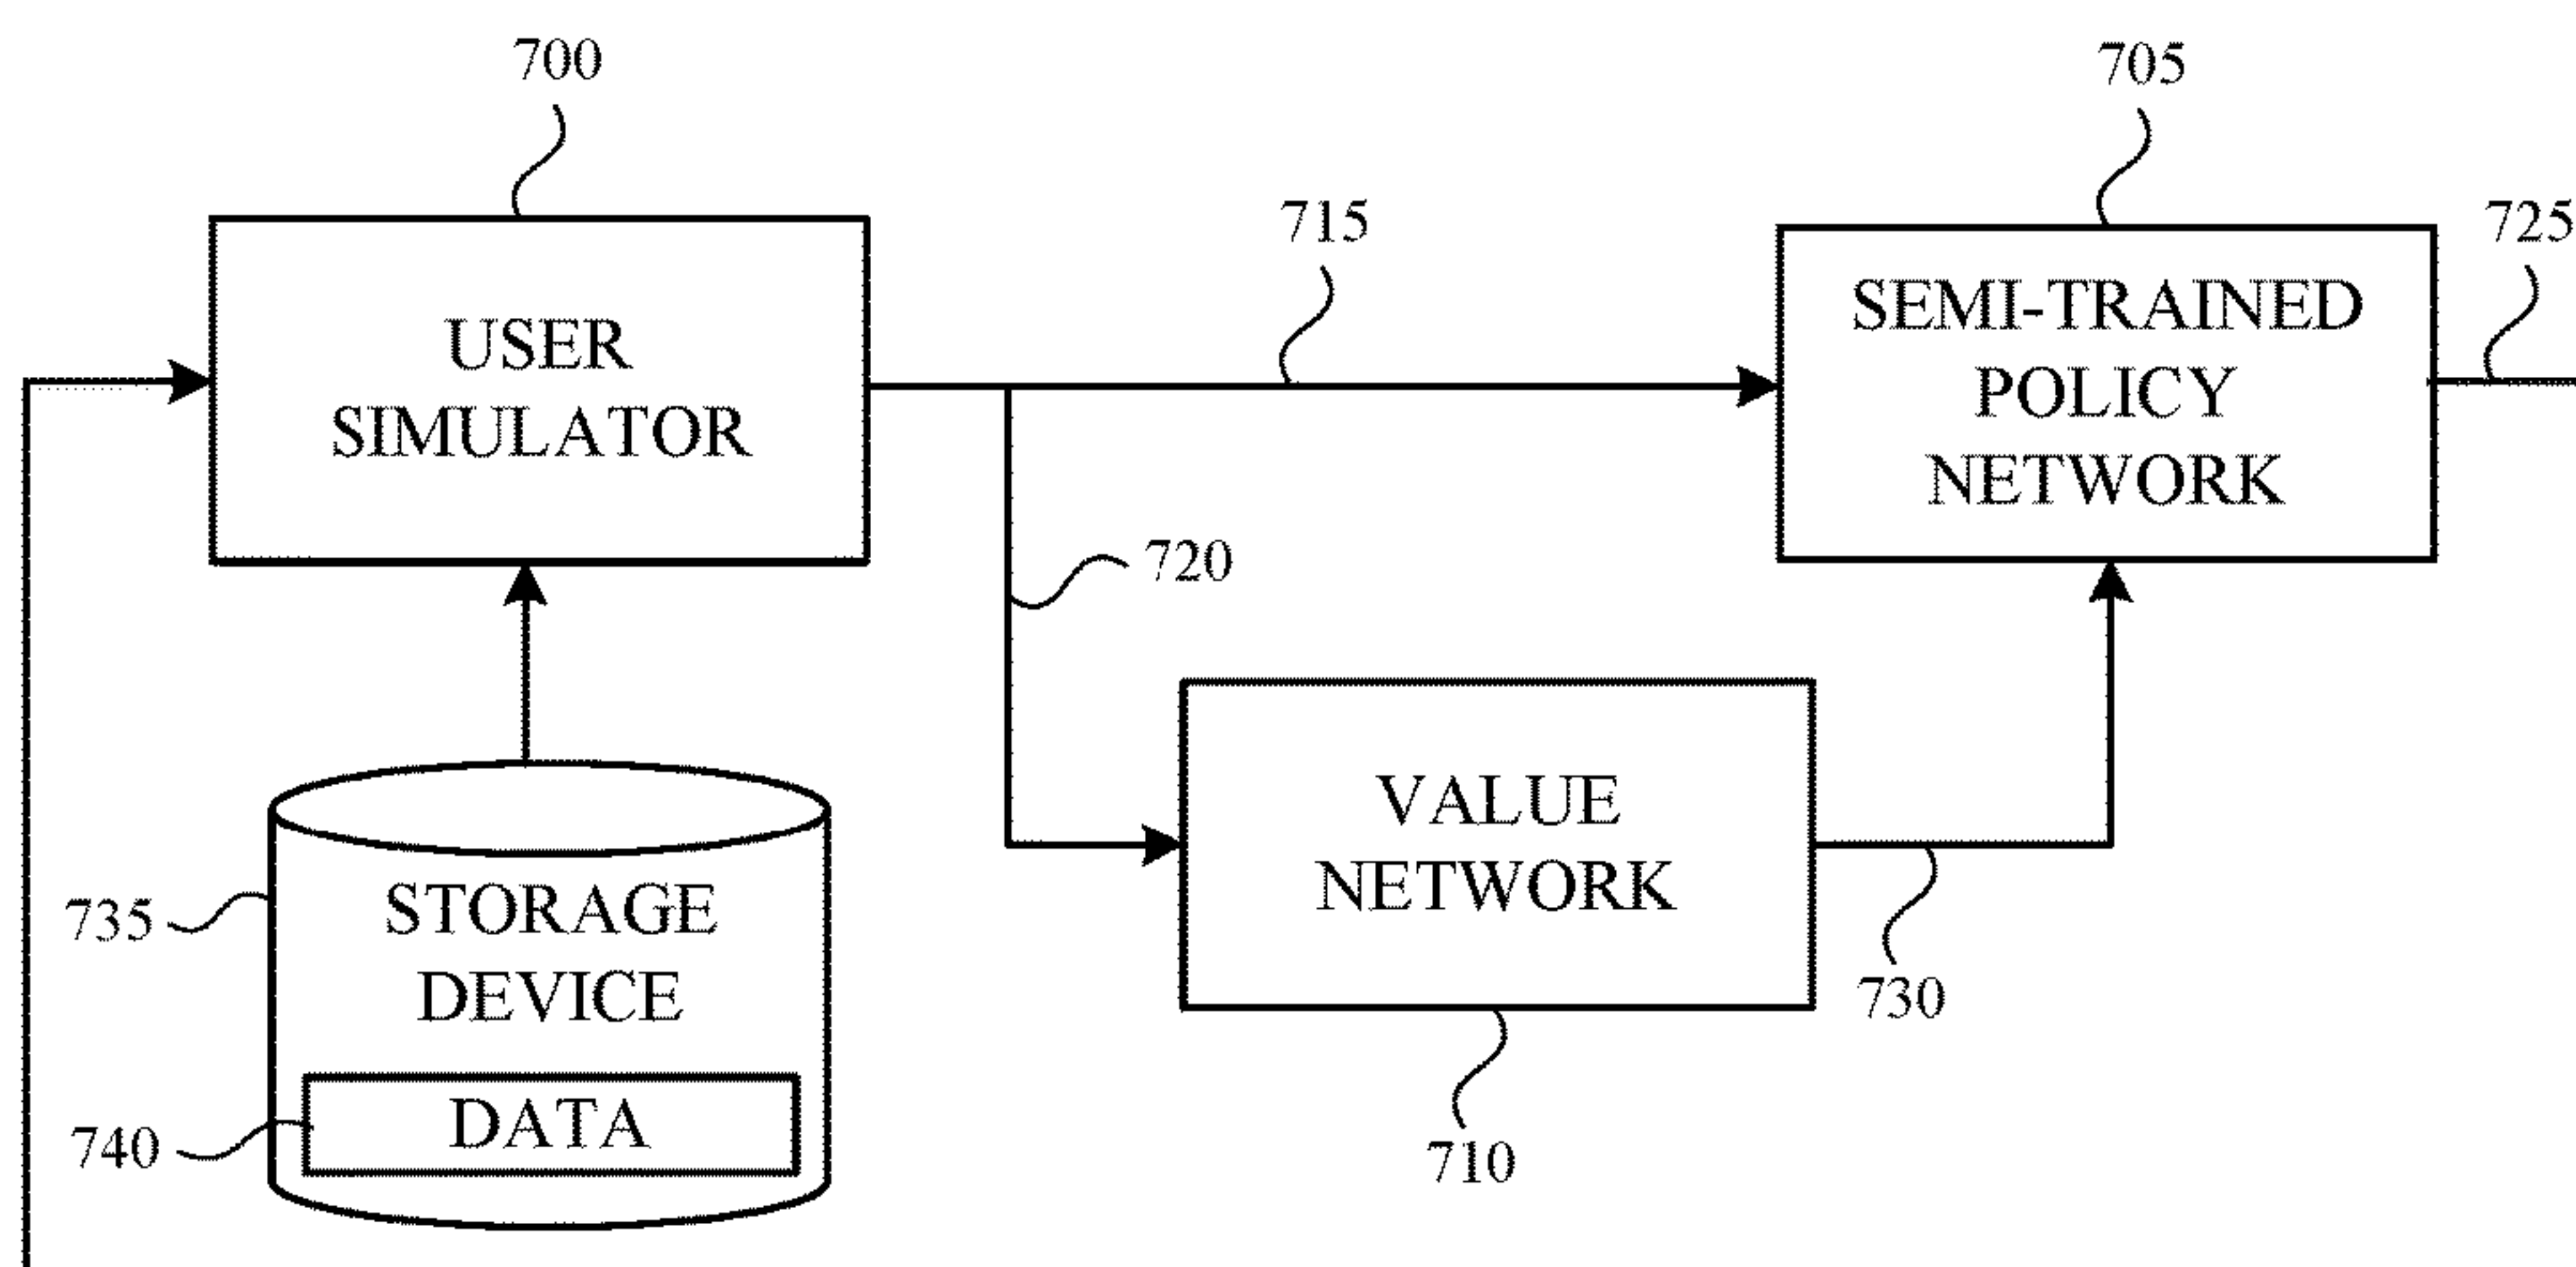 700
705
715
725
USER
SIMULATOR
SEMI-TRAINED
POLICY
NETWORK
720
VALUE
NETWORK
735
STORAGE
DEVICE
730
740
DATA
710